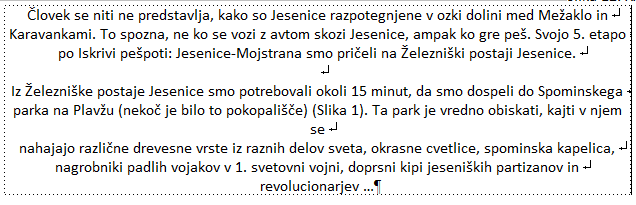 Človek se niti ne predstavlja, kako so Jesenice razpotegnjene v ozki dolini med Mežaklo in
Karavankami. To spozna, ne ko se vozi z avtom skozi Jesenice, ampak ko gre peš. Svojo 5. etapo
po Iskrivi pešpoti: Jesenice-Mojstrana smo pričeli na Železniški postaji Jesenice.
Iz Železniške postaje Jesenice smo potrebovali okoli 15 minut, da smo dospeli do Spominskega
parka na Plavžu (nekoč je bilo to pokopališče) (Slika 1). Ta park je vredno obiskati, kajti v njem
se
nahajajo različne drevesne vrste iz raznih delov sveta, okrasne cvetlice, spominska kapelica,
nagrobniki padlih vojakov v 1. svetovni vojni, doprsni kipi jeseniških partizanov in
revolucionarjev …¶